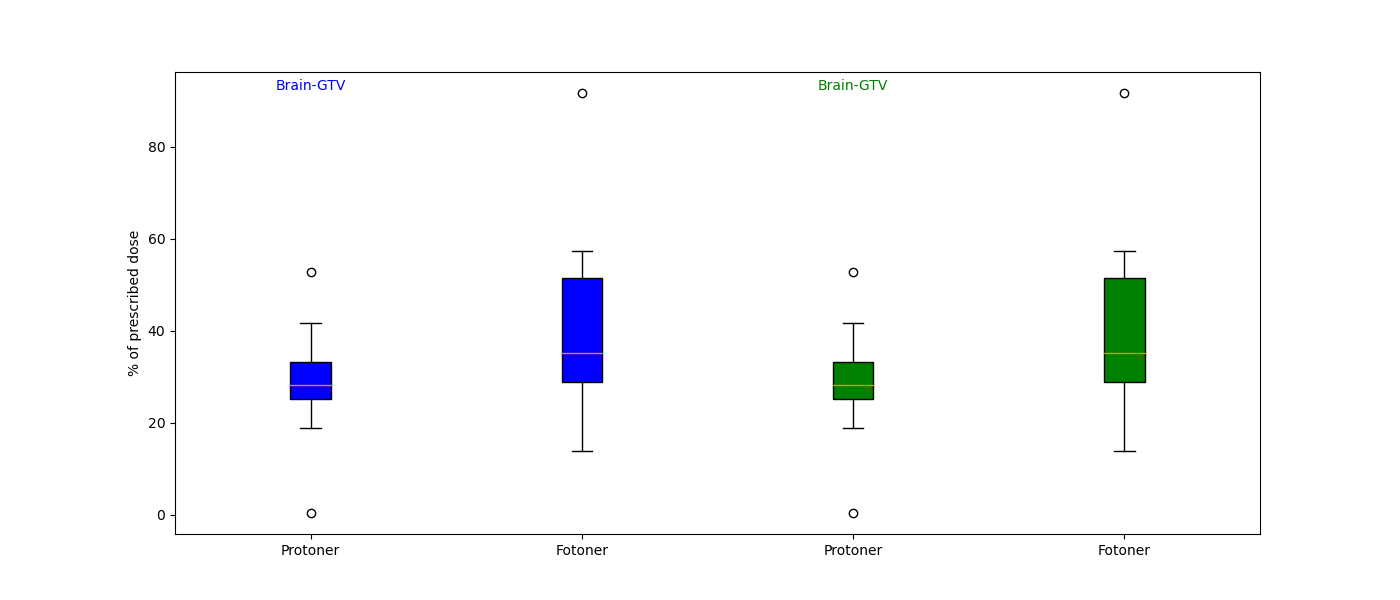 Brain-GTV
Brain-GTV
% of prescribed dose
80
60
40
20
0
Protoner
Fotoner
Protoner
Fotoner